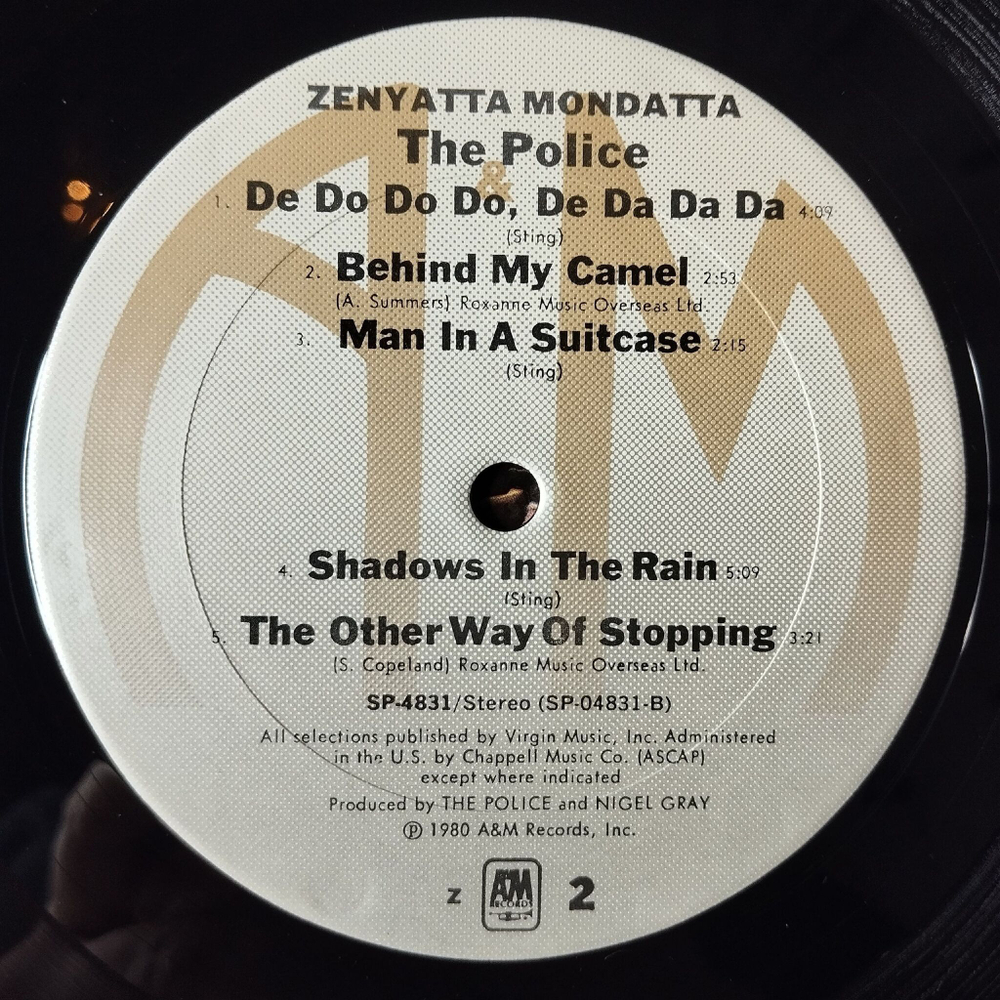 ZENYATTA MONDATTA
The Police
&
1. De Do Do Do, De Da Da Da 4:09
(Sting)
2. Behind My Camel 2:53
(A. Summers) Roxanne Music Overseas Ltd.
3. Man In A Suitcase 2:15
(Sting)
4. Shadows In The Rain 5:09
(Sting)
5. The Other Way Of Stopping 3:21
(S. Copeland) Roxanne Music Overseas Ltd.
SP-4831/Stereo (SP-04831-B)
All selections published by Virgin Music, Inc. Administered
in the U.S. by Chappell Music Co. (ASCAP)
except where indicated
Produced by THE POLICE and NIGEL GRAY
℗ 1980 A&M Records, Inc.
Z A&M RECORDS 2